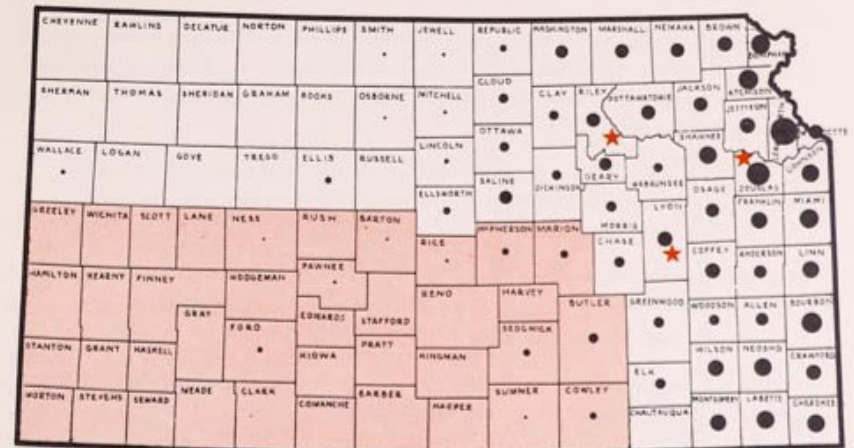 CHEYENNE RAWLINS DECATUR NORTON PHILLIPS SMITH JEWELL REPUBLIC WASHINGTON MARSHALL NEMAHA BROWN DONIPHAN
SHERMAN THOMAS SHERIDAN GRAHAM ROOKS OSBORNE MITCHELL CLOUD CLAY RILEY POTTAWATOMIE JACKSON ATCHISON
JEFFERSON
WALLACE LOGAN GOVE TREGO ELLIS RUSSELL LINCOLN OTTAWA SHAWNEE JOHNSON
ELLSWORTH SALINE DICKINSON GEARY WABAUNSEE DOUGLAS
GREELEY WICHITA SCOTT LANE NESS RUSH BARTON MORRIS LYON OSAGE FRANKLIN MIAMI
RICE McPHERSON MARION CHASE
HAMILTON KEARNY FINNEY HODGEMAN PAWNEE COFFEY ANDERSON LINN
GRAY FORD EDWARDS STAFFORD RENO HARVEY BUTLER GREENWOOD WOODSON ALLEN BOURBON
STANTON GRANT HASKELL KIOWA PRATT KINGMAN SEDGWICK ELK WILSON NEOSHO CRAWFORD
MORTON STEVENS SEWARD MEADE CLARK COMANCHE BARBER HARPER SUMNER COWLEY CHAUTAUQUA MONTGOMERY LABETTE CHEROKEE